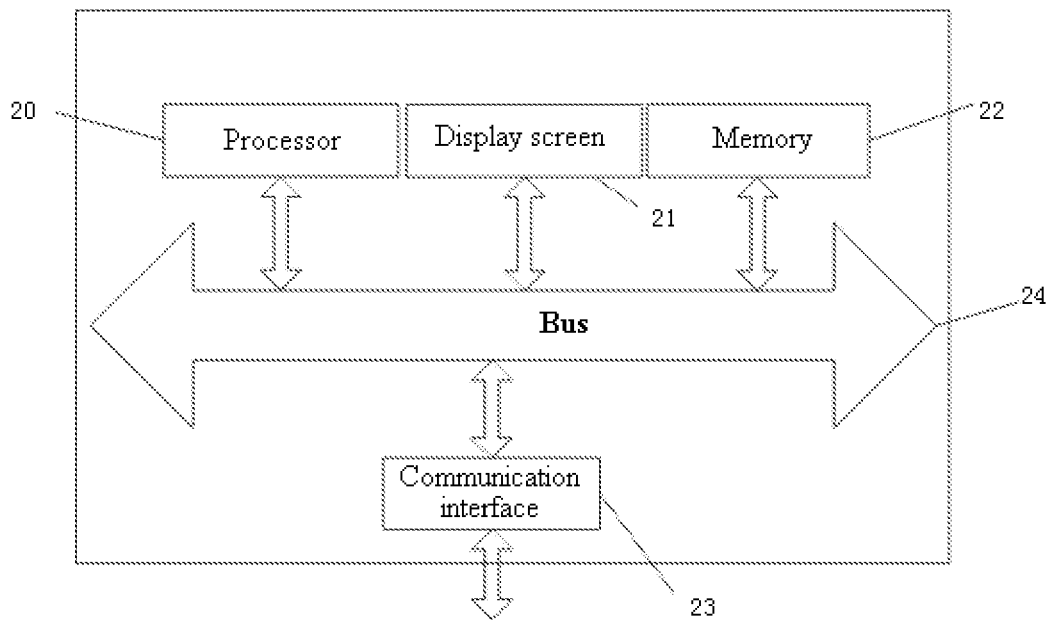 20
Processor
Display screen
Memory
22
21
24
Bus
Communication
interface
23